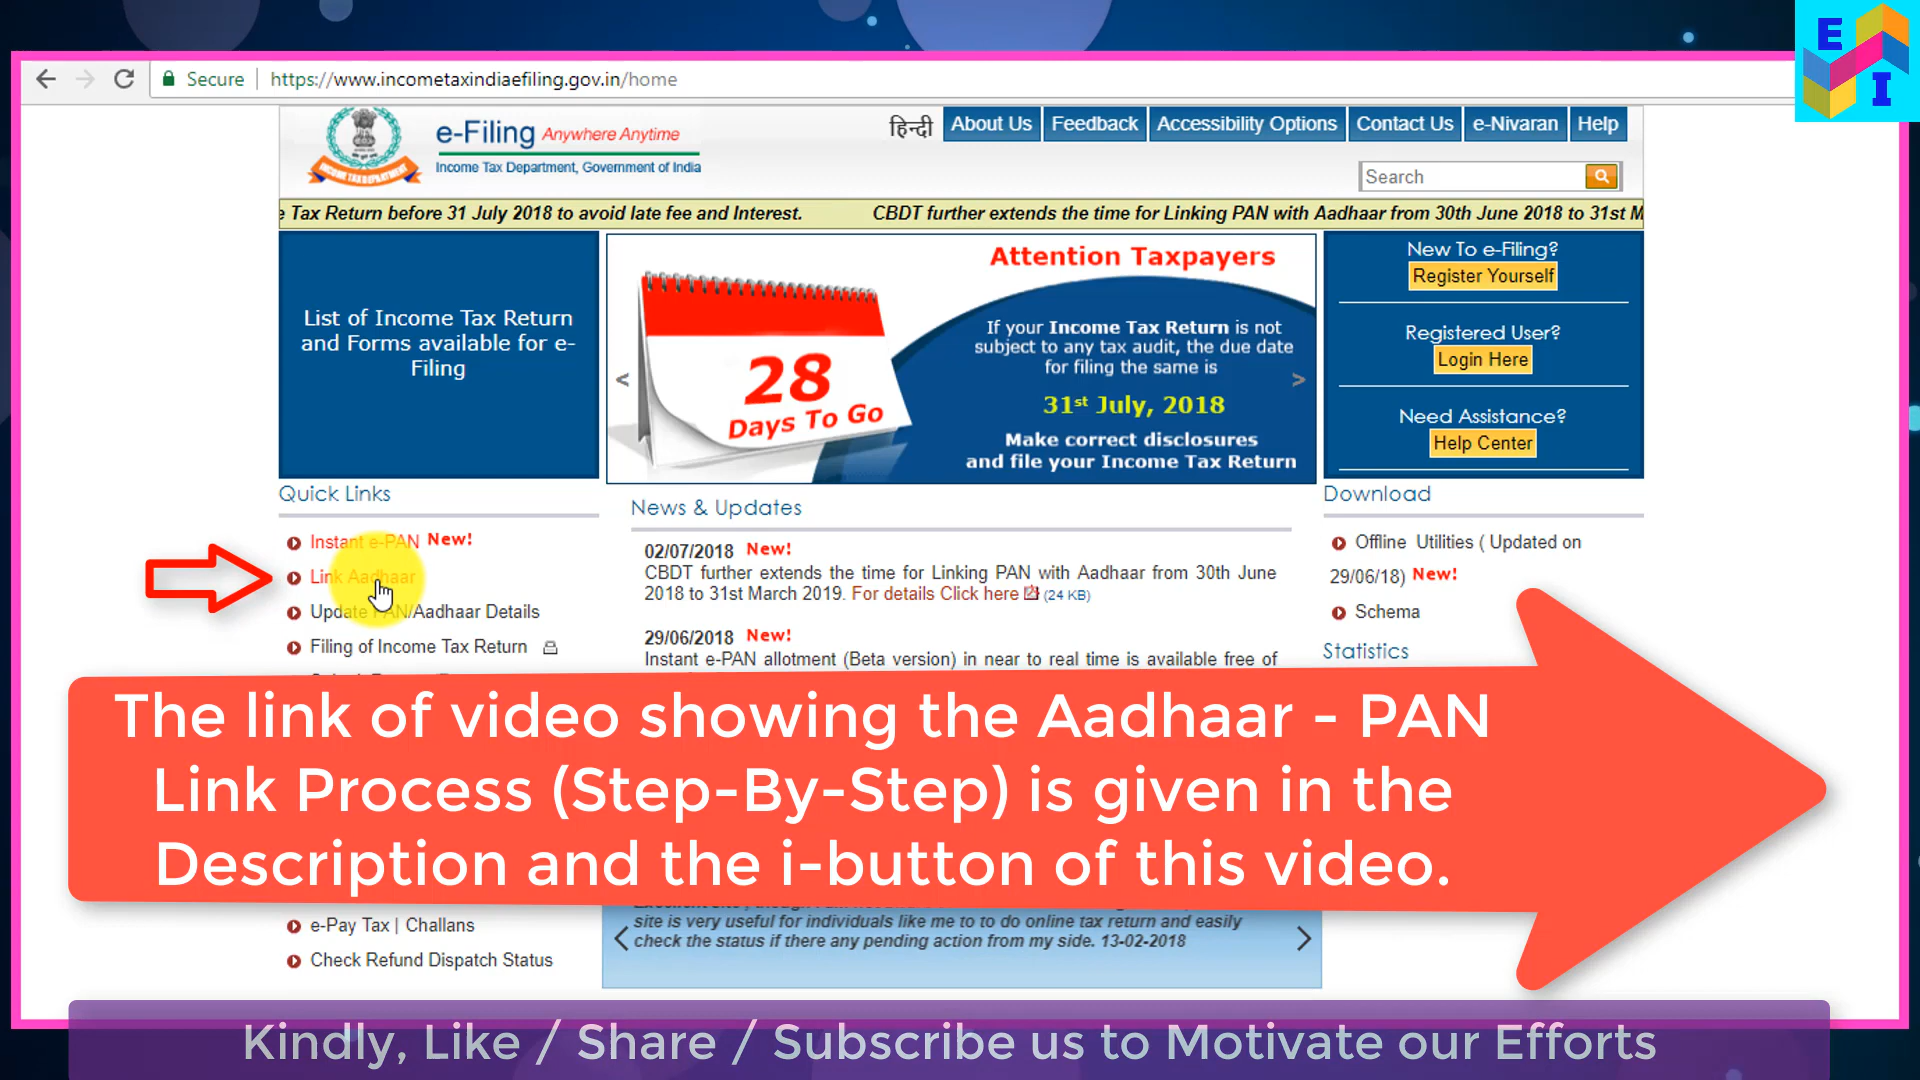 E
I
Secure https://www.incometaxindiaefiling.gov.in/home
e-Filing Anywhere Anytime
Income Tax Department, Government of India
हिन्दी About Us Feedback Accessibility Options Contact Us e-Nivaran Help
Search
e Tax Return before 31 July 2018 to avoid late fee and Interest. CBDT further extends the time for Linking PAN with Aadhaar from 30th June 2018 to 31st M
List of Income Tax Return
and Forms available for e-
Filing
28
Days To Go
Attention Taxpayers
If your Income Tax Return is not
subject to any tax audit, the due date
for filing the same is
31st July, 2018
Make correct disclosures
and file your Income Tax Return
New To e-Filing?
Register Yourself
Registered User?
Login Here
Need Assistance?
Help Center
Quick Links
Instant e-PAN New!
Link Aadhaar
Update PAN/Aadhaar Details
Filing of Income Tax Return
News & Updates
02/07/2018 New!
CBDT further extends the time for Linking PAN with Aadhaar from 30th June
2018 to 31st March 2019. For details Click here (24 KB)
29/06/2018 New!
Instant e-PAN allotment (Beta version) in near to real time is available free of
Download
Offline Utilities ( Updated on
29/06/18) New!
Schema
Statistics
The link of video showing the Aadhaar - PAN
Link Process (Step-By-Step) is given in the
Description and the i-button of this video.
e-Pay Tax | Challans
Check Refund Dispatch Status
site is very useful for individuals like me to to do online tax return and easily
check the status if there any pending action from my side. 13-02-2018
Kindly, Like / Share / Subscribe us to Motivate our Efforts